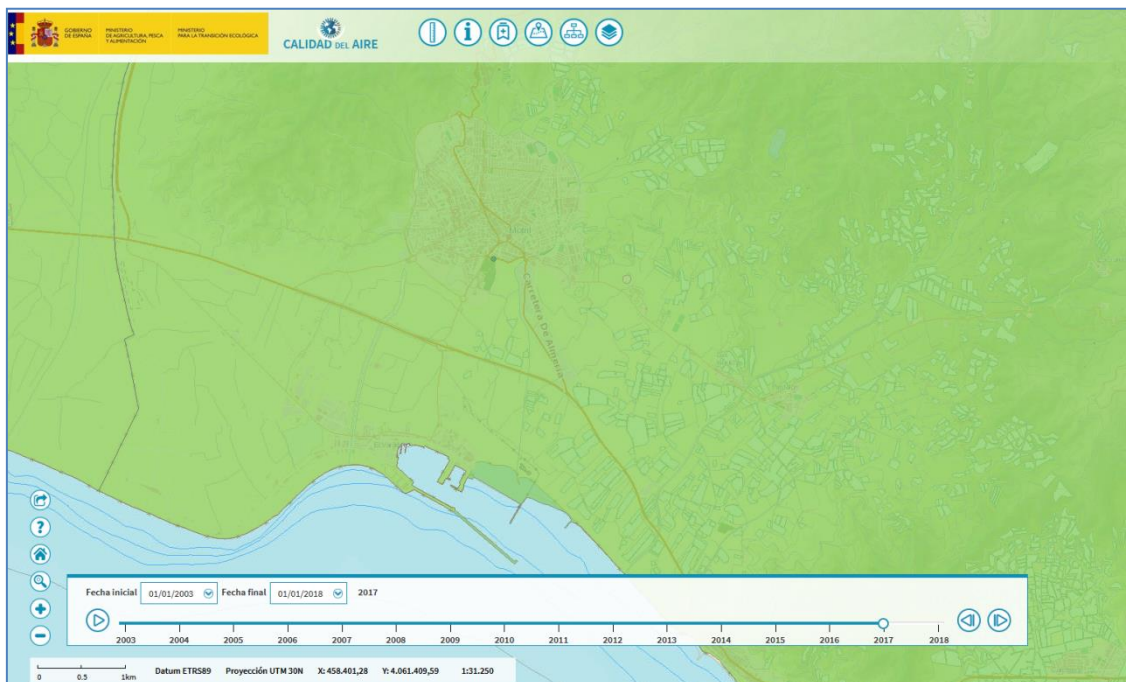 GOBIERNO
DE ESPAÑA
MINISTERIO
DE AGRICULTURA, PESCA
Y ALIMENTACIÓN
MINISTERIO
PARA LA TRANSICIÓN ECOLÓGICA
CALIDAD DEL AIRE
Motril
Carretera De Almería
?
Fecha inicial 01/01/2003 Fecha final 01/01/2018 2017
2003 2004 2005 2006 2007 2008 2009 2010 2011 2012 2013 2014 2015 2016 2017 2018
0 0.5 1km Datum ETRS89 Proyección UTM 30N X: 458.401,28 Y: 4.061.409,59 1:31.250